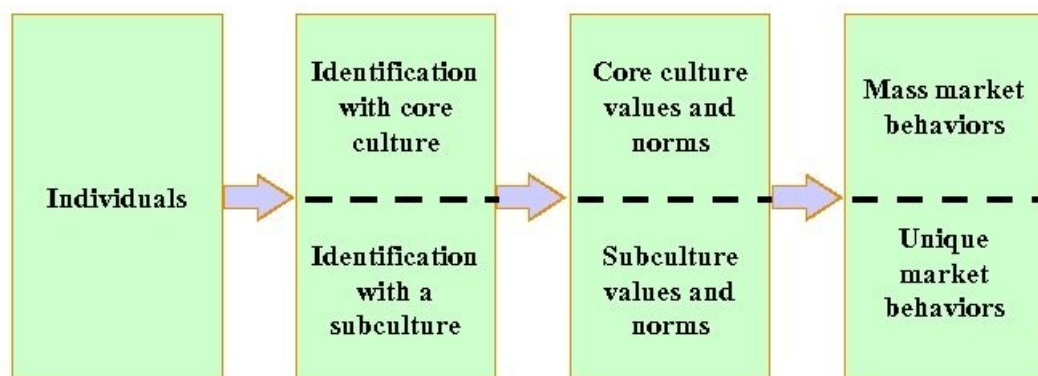 Individuals
Identification
with core
culture
Identification
with a
subculture
Core culture
values and
norms
Subculture
values and
norms
Mass market
behaviors
Unique
market
behaviors